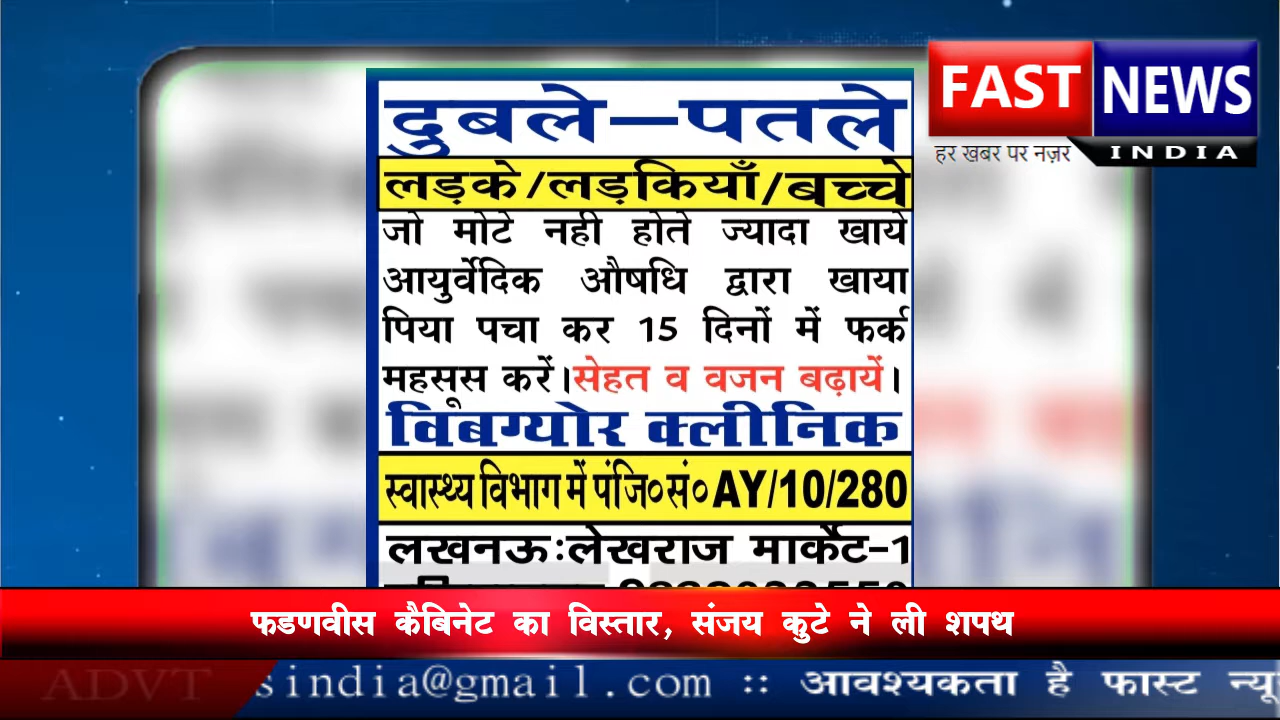 दुबले-पतले
लड़के/लड़कियाँ/बच्चे
जो मोटे नही होते ज्यादा खाये
आयुर्वेदिक औषधि द्वारा खाया
पिया पचा कर 15 दिनों में फर्क
महसूस करें।सेहत व वजन बढ़ायें।
विबग्योर क्लीनिक
स्वास्थ्य विभाग में पंजि०सं० AY/10/280
लखनऊ:लेखराज मार्केट-1
FAST NEWS
हर खबर पर नज़र INDIA
फडणवीस कैबिनेट का विस्तार, संजय कुटे ने ली शपथ
ADVT sindia@gmail.com :: आवश्यकता है फास्ट न्यू